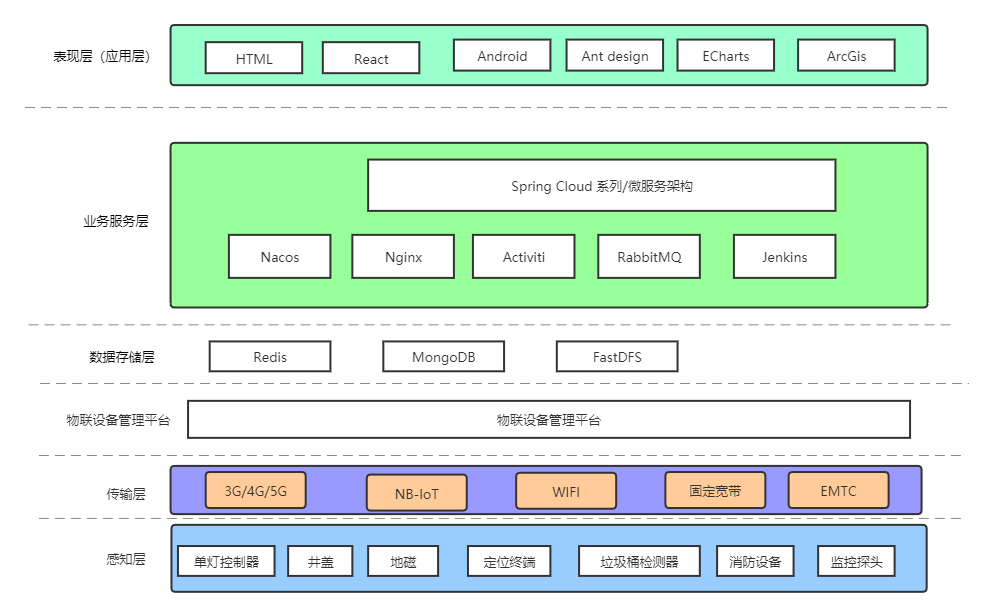 表现层（应用层）
HTML
React
Android
Ant design
ECharts
ArcGis
业务服务层
Spring Cloud 系列/微服务架构
Nacos
Nginx
Activiti
RabbitMQ
Jenkins
数据存储层
Redis
MongoDB
FastDFS
物联设备管理平台
物联设备管理平台
传输层
3G/4G/5G
NB-IoT
WIFI
固定宽带
EMTC
感知层
单灯控制器
井盖
地磁
定位终端
垃圾桶检测器
消防设备
监控探头